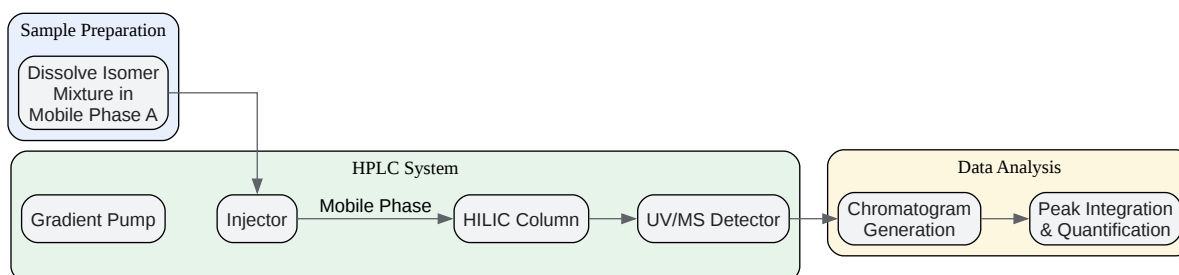 Sample Preparation
Dissolve Isomer
Mixture in
Mobile Phase A
HPLC System
Gradient Pump
Injector
Mobile Phase
HILIC Column
UV/MS Detector
Data Analysis
Chromatogram
Generation
Peak Integration
& Quantification